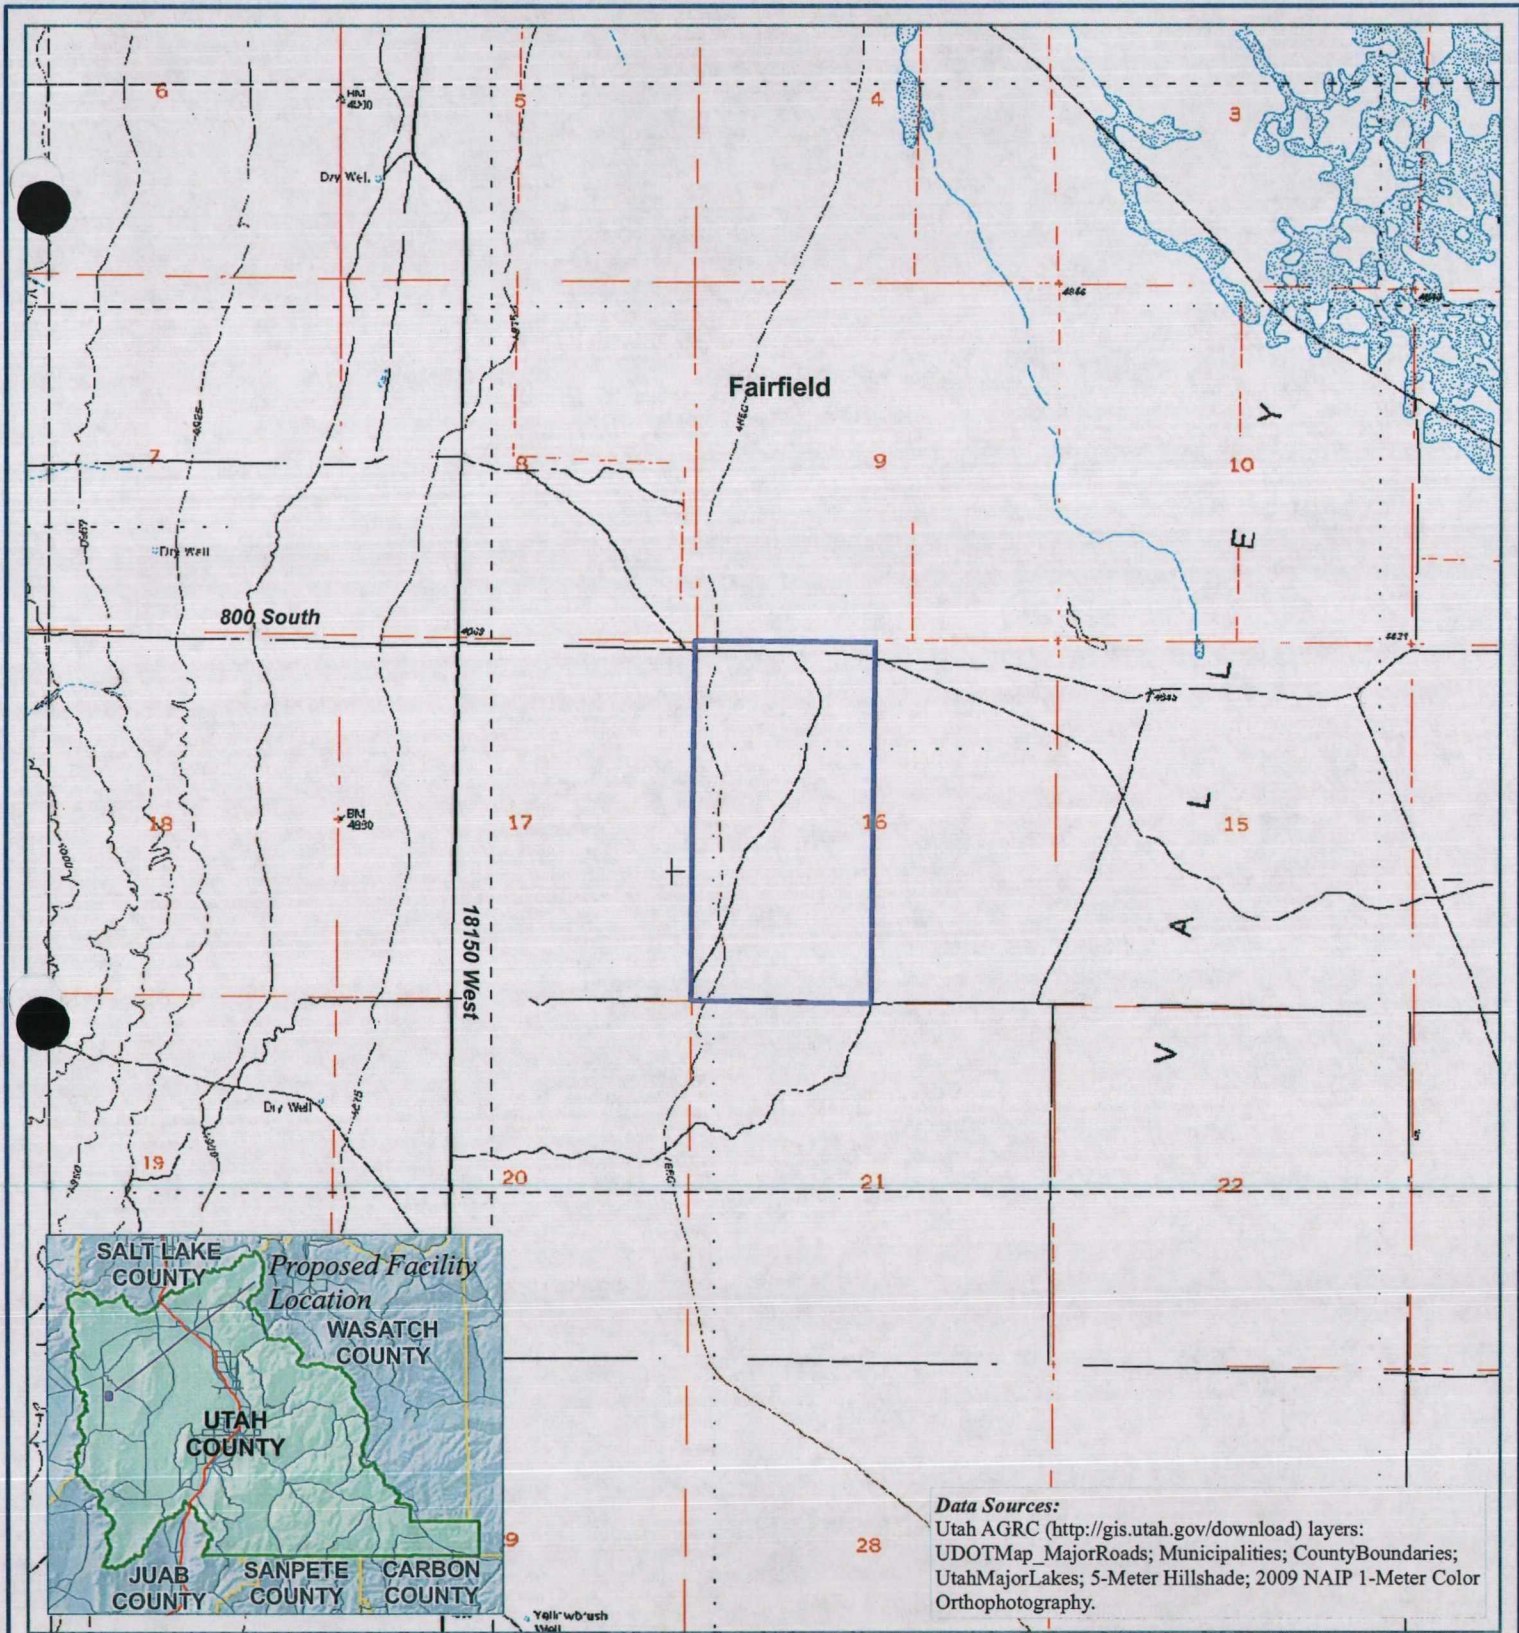 6
BM
5
4
3
Dry Well
4844
Fairfield
Y
7
8
9
10
E
Dry Well
800 South
L
18
BM
4890
17
16
L
15
A
18150 West
V
Dry Well
19
20
21
22
SALT LAKE
COUNTY
Proposed Facility
Location
WASATCH
COUNTY
UTAH
COUNTY
JUAB
COUNTY
SANPETE
COUNTY
CARBON
COUNTY
9
28
Data Sources:
Utah AGRC (http://gis.utah.gov/download) layers:
UDOTMap_MajorRoads; Municipalities; CountyBoundaries;
UtahMajorLakes; 5-Meter Hillshade; 2009 NAIP 1-Meter Color
Orthophotography.